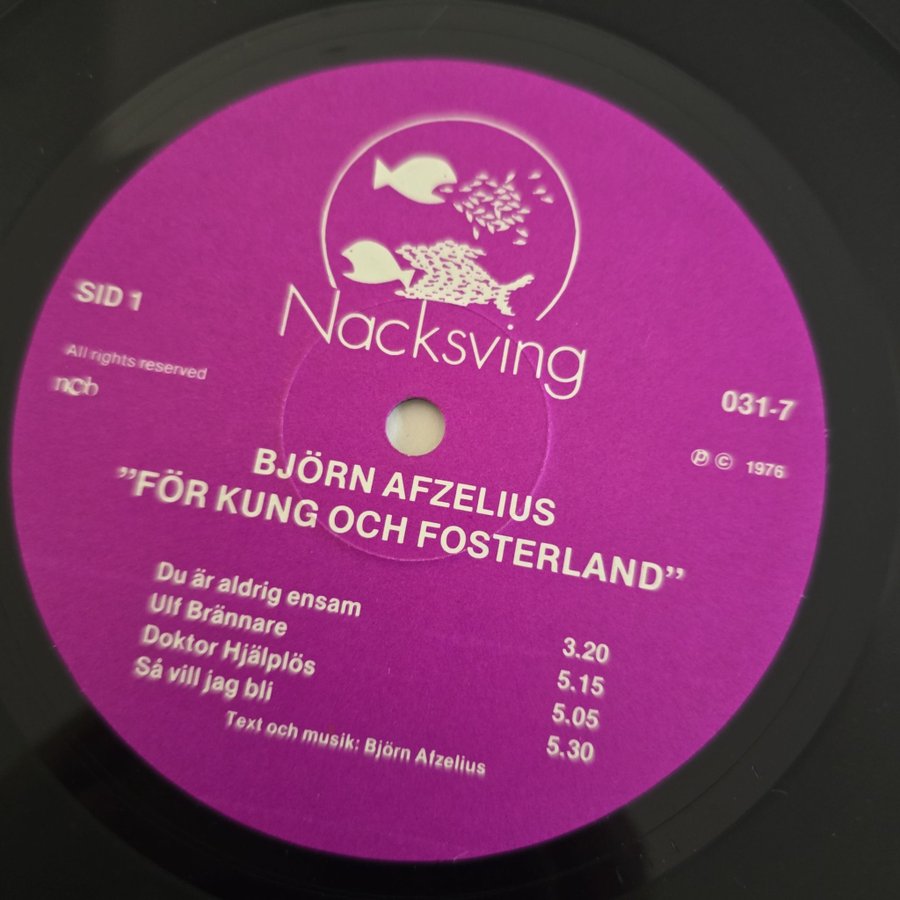 Nacksving
SID 1
All rights reserved
ncb
031-7
℗ © 1976
BJÖRN AFZELIUS
”FÖR KUNG OCH FOSTERLAND”
Du är aldrig ensam 3.20
Ulf Brännare 5.15
Doktor Hjälplös 5.05
Så vill jag bli 5.30
Text och musik: Björn Afzelius